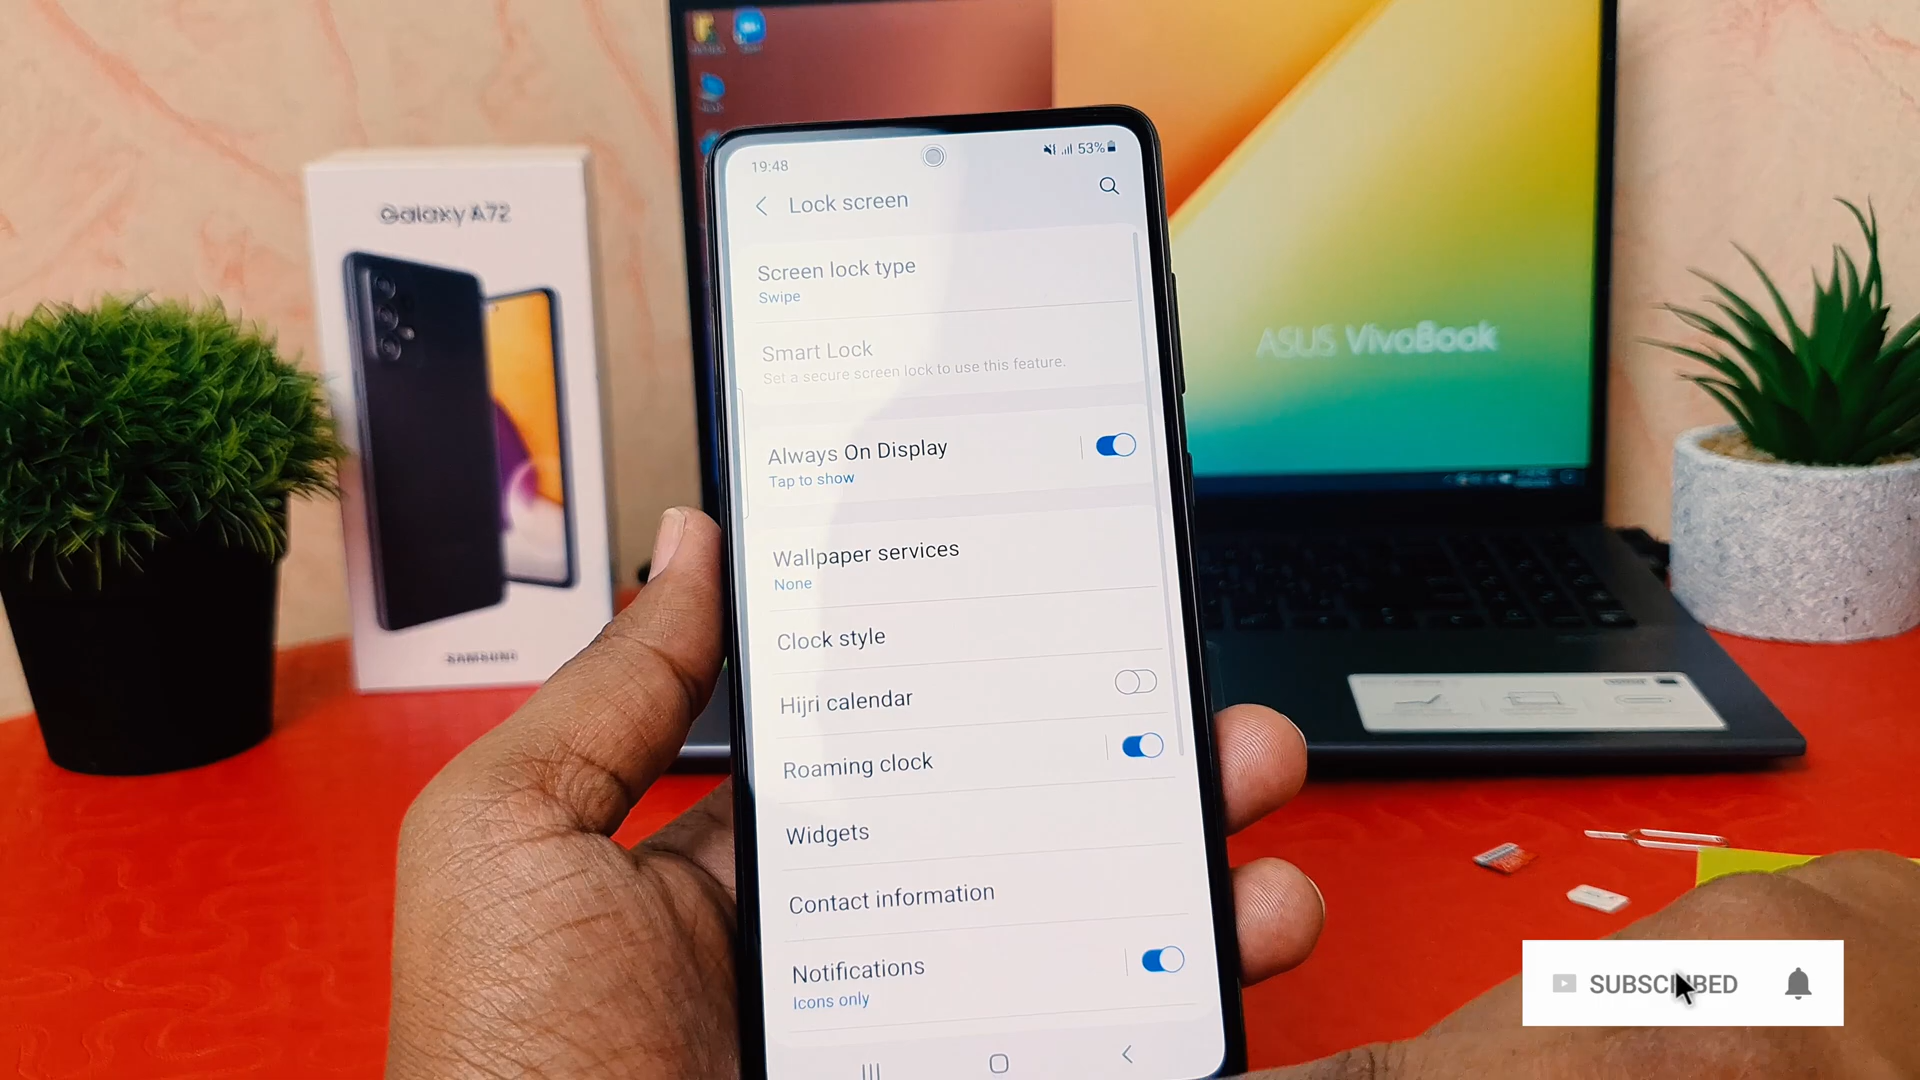 Galaxy A72
SAMSUNG
19:48
53%
Lock screen
Screen lock type
Swipe
Smart Lock
Set a secure screen lock to use this feature.
Always On Display
Tap to show
Wallpaper services
None
Clock style
Hijri calendar
Roaming clock
Widgets
Contact information
Notifications
Icons only
ASUS VivoBook
SUBSCRIBED